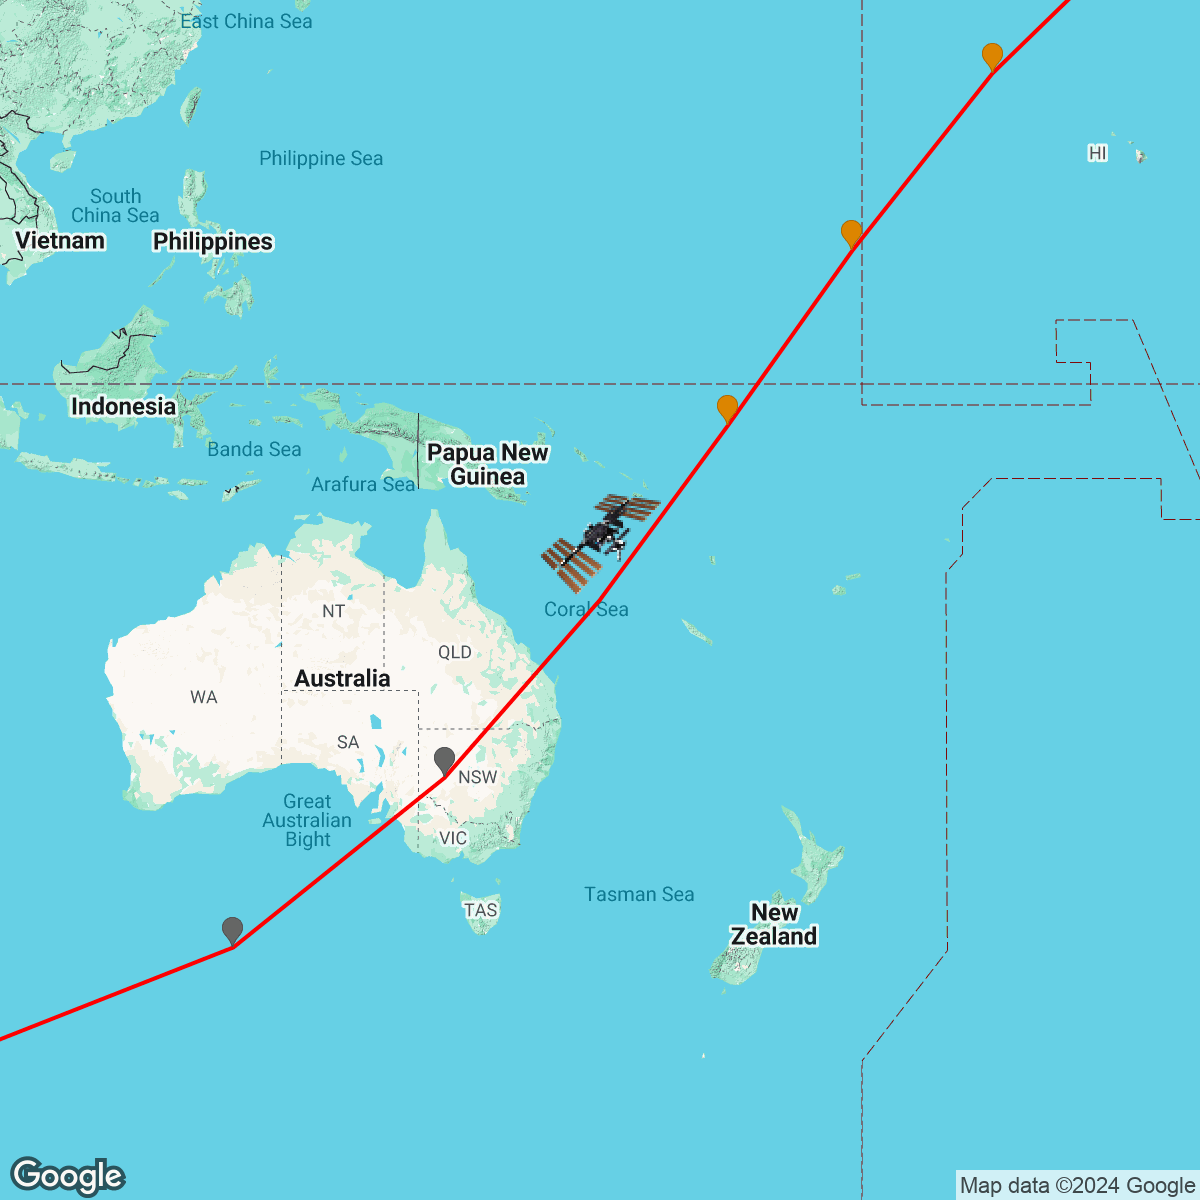 East China Sea
Philippine Sea
HI
South
China Sea
Vietnam
Philippines
Indonesia
Banda Sea
Papua New
Guinea
Arafura Sea
Coral Sea
NT
QLD
Australia
WA
SA
NSW
Great
Australian
Bight
VIC
Tasman Sea
TAS
New
Zealand
Google
Map data ©2024 Google